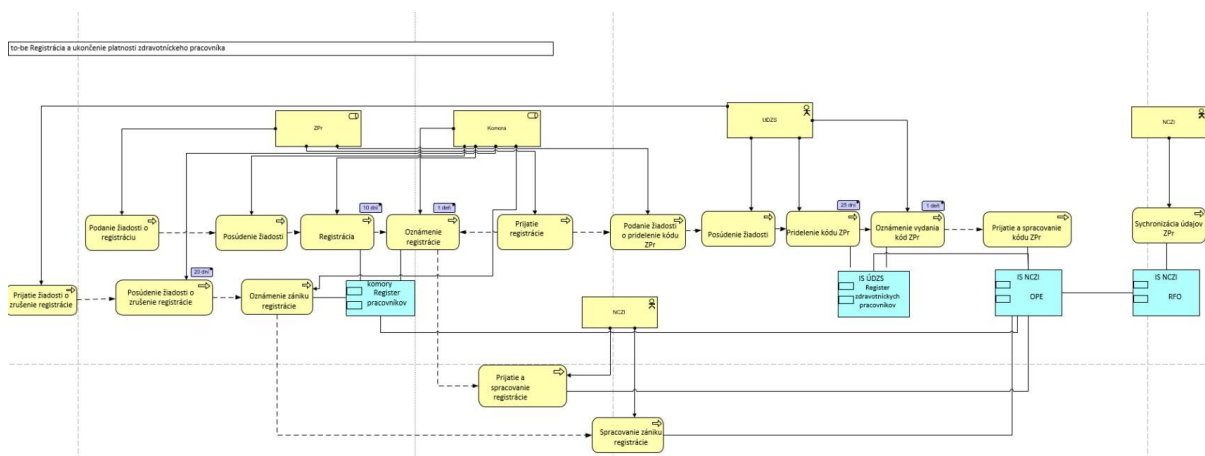 to-be Registrácia a ukončenie platnosti zdravotníckeho pracovníka
ZPr
Komora
UDZS
NCZI
10 dní
1 deň
25 dní
1 deň
Podanie žiadosti o
registráciu
Posúdenie žiadosti
Registrácia
Oznámenie
registrácie
Prijatie
registrácie
Podanie žiadosti
o pridelenie kódu
ZPr
Posúdenie žiadosti
Pridelenie kódu ZPr
Oznámenie vydania
kód ZPr
Prijatie a spracovanie
kódu ZPr
Sychronizácia údajov
ZPr
20 dní
Prijatie žiadosti o
zrušenie registrácie
Posúdenie žiadosti o
zrušenie registrácie
Oznámenie zániku
registrácie
komory
Register
pracovníkov
IS ÚDZS
Register
zdravotníckych
pracovníkov
IS NCZI
OPE
IS NCZI
RFO
NCZI
Prijatie a
spracovanie
registrácie
Spracovanie zániku
registrácie